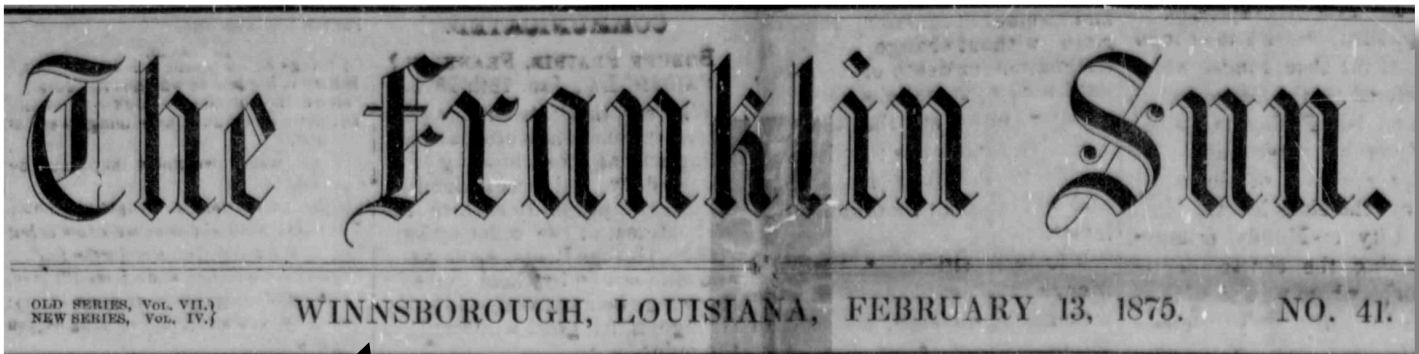 The Franklin Sun.
OLD SERIES, VOL. VII,}
NEW SERIES, VOL. IV.}
WINNSBOROUGH, LOUISIANA, FEBRUARY 13, 1875. NO. 41.